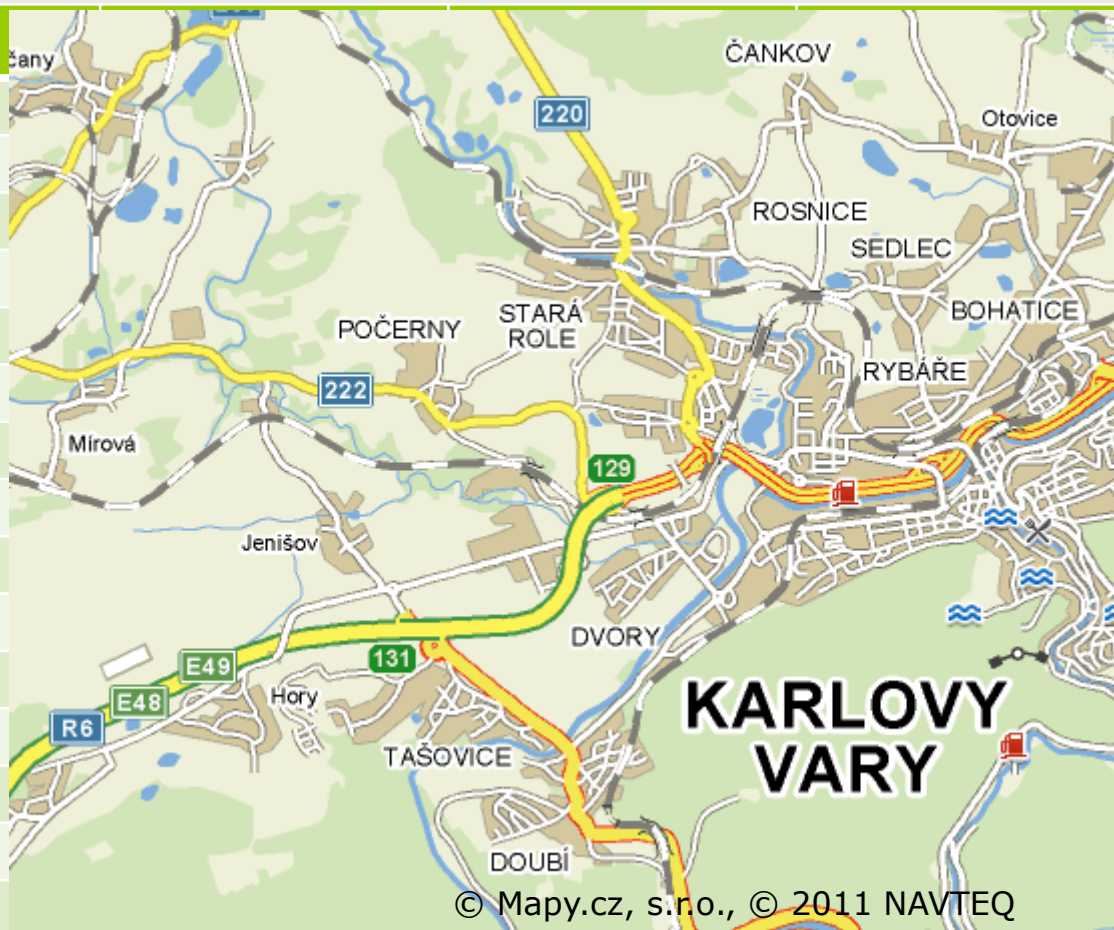 čany
ČANKOV
220
Otovice
ROSNICE
SEDLEC
BOHATICE
STARÁ
ROLE
POČERNY
RYBÁŘE
222
Mírová
129
Jenišov
DVORY
131
E49
E48
Hory
R6
KARLOVY
VARY
TAŠOVICE
DOUBÍ
© Mapy.cz, s.r.o., © 2011 NAVTEQ